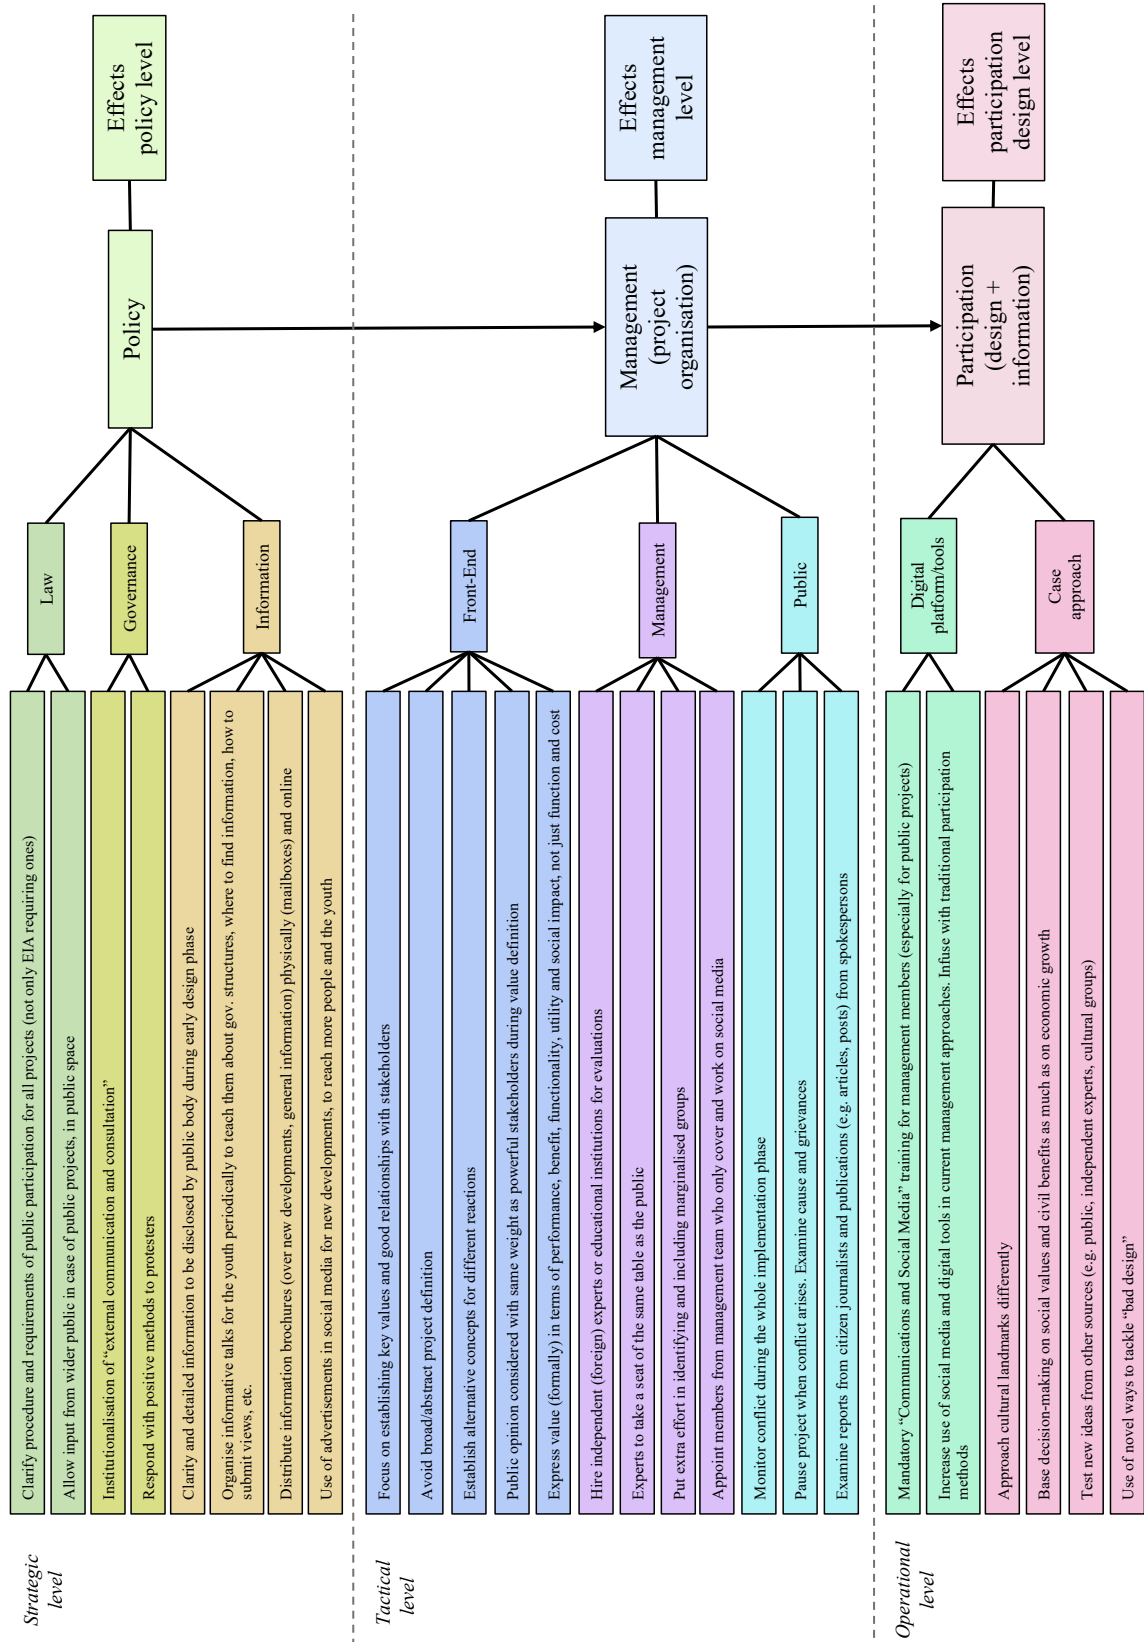 Strategic
level
Clarify procedure and requirements of public participation for all projects (not only EIA requiring ones)
Allow input from wider public in case of public projects, in public space
Institutionalisation of “external communication and consultation”
Respond with positive methods to protesters
Clarity and detailed information to be disclosed by public body during early design phase
Organise informative talks for the youth periodically to teach them about gov. structures, where to find information, how to
submit views, etc.
Distribute information brochures (over new developments, general information) physically (mailboxes) and online
Use of advertisements in social media for new developments, to reach more people and the youth
Law
Governance
Information
Policy
Effects
policy level
Tactical
level
Focus on establishing key values and good relationships with stakeholders
Avoid broad/abstract project definition
Establish alternative concepts for different reactions
Public opinion considered with same weight as powerful stakeholders during value definition
Express value (formally) in terms of performance, benefit, functionality, utility and social impact, not just function and cost
Hire independent (foreign) experts or educational institutions for evaluations
Experts to take a seat of the same table as the public
Put extra effort in identifying and including marginalised groups
Appoint members from management team who only cover and work on social media
Monitor conflict during the whole implementation phase
Pause project when conflict arises. Examine cause and grievances
Examine reports from citizen journalists and publications (e.g. articles, posts) from spokespersons
Front-End
Management
Public
Management
(project
organisation)
Effects
management
level
Operational
level
Mandatory “Communications and Social Media” training for management members (especially for public projects)
Increase use of social media and digital tools in current management approaches. Infuse with traditional participation
methods
Approach cultural landmarks differently
Base decision-making on social values and civil benefits as much as on economic growth
Test new ideas from other sources (e.g. public, independent experts, cultural groups)
Use of novel ways to tackle “bad design”
Digital
platform/tools
Case
approach
Participation
(design +
information)
Effects
participation
design level